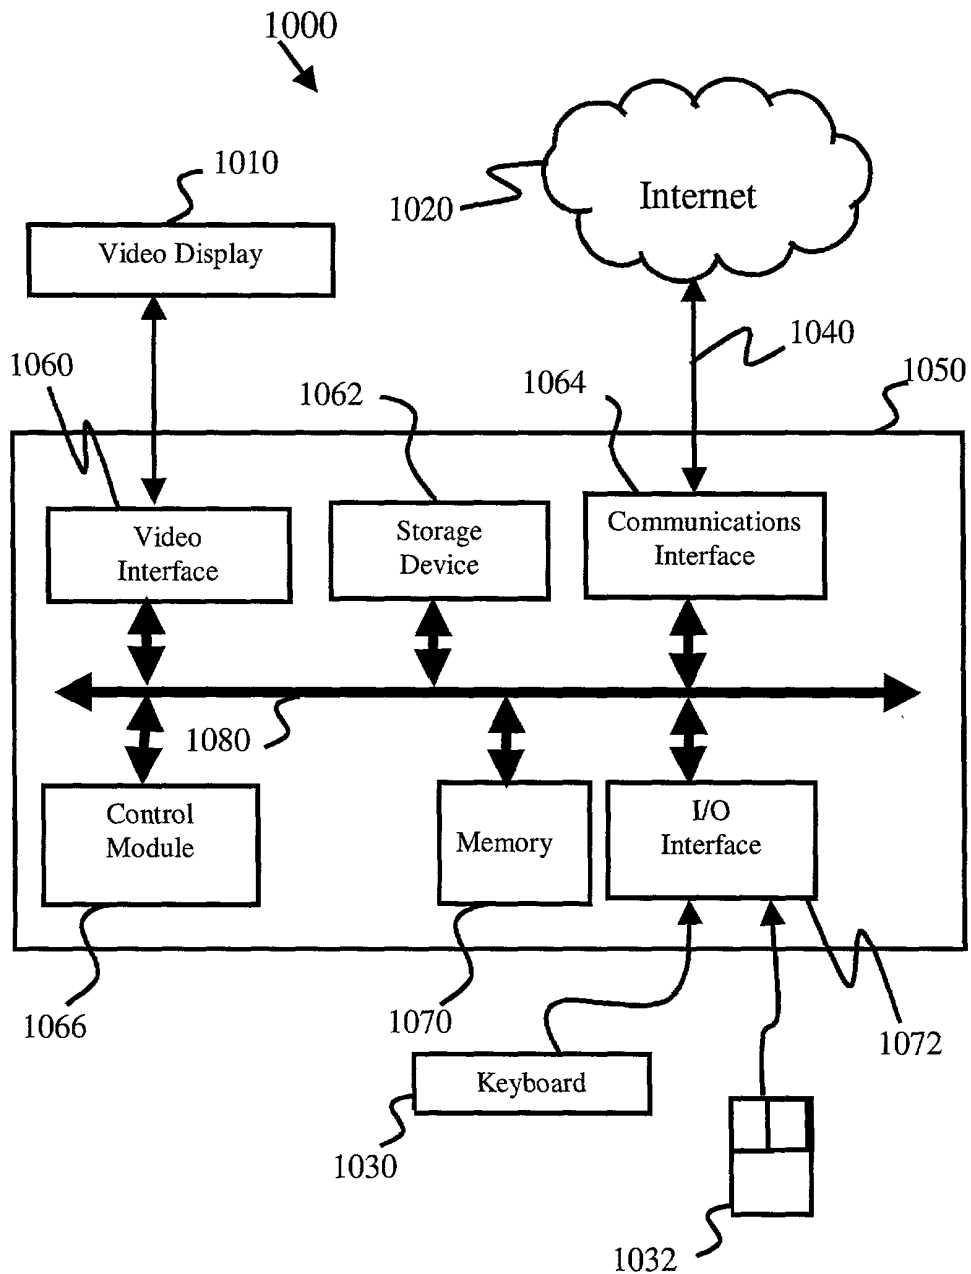 1000
1010
Video Display
1020
Internet
1040
1060
1062
1064
1050
Video
Interface
Storage
Device
Communications
Interface
1080
Control
Module
Memory
I/O
Interface
1066
1070
1072
Keyboard
1030
1032